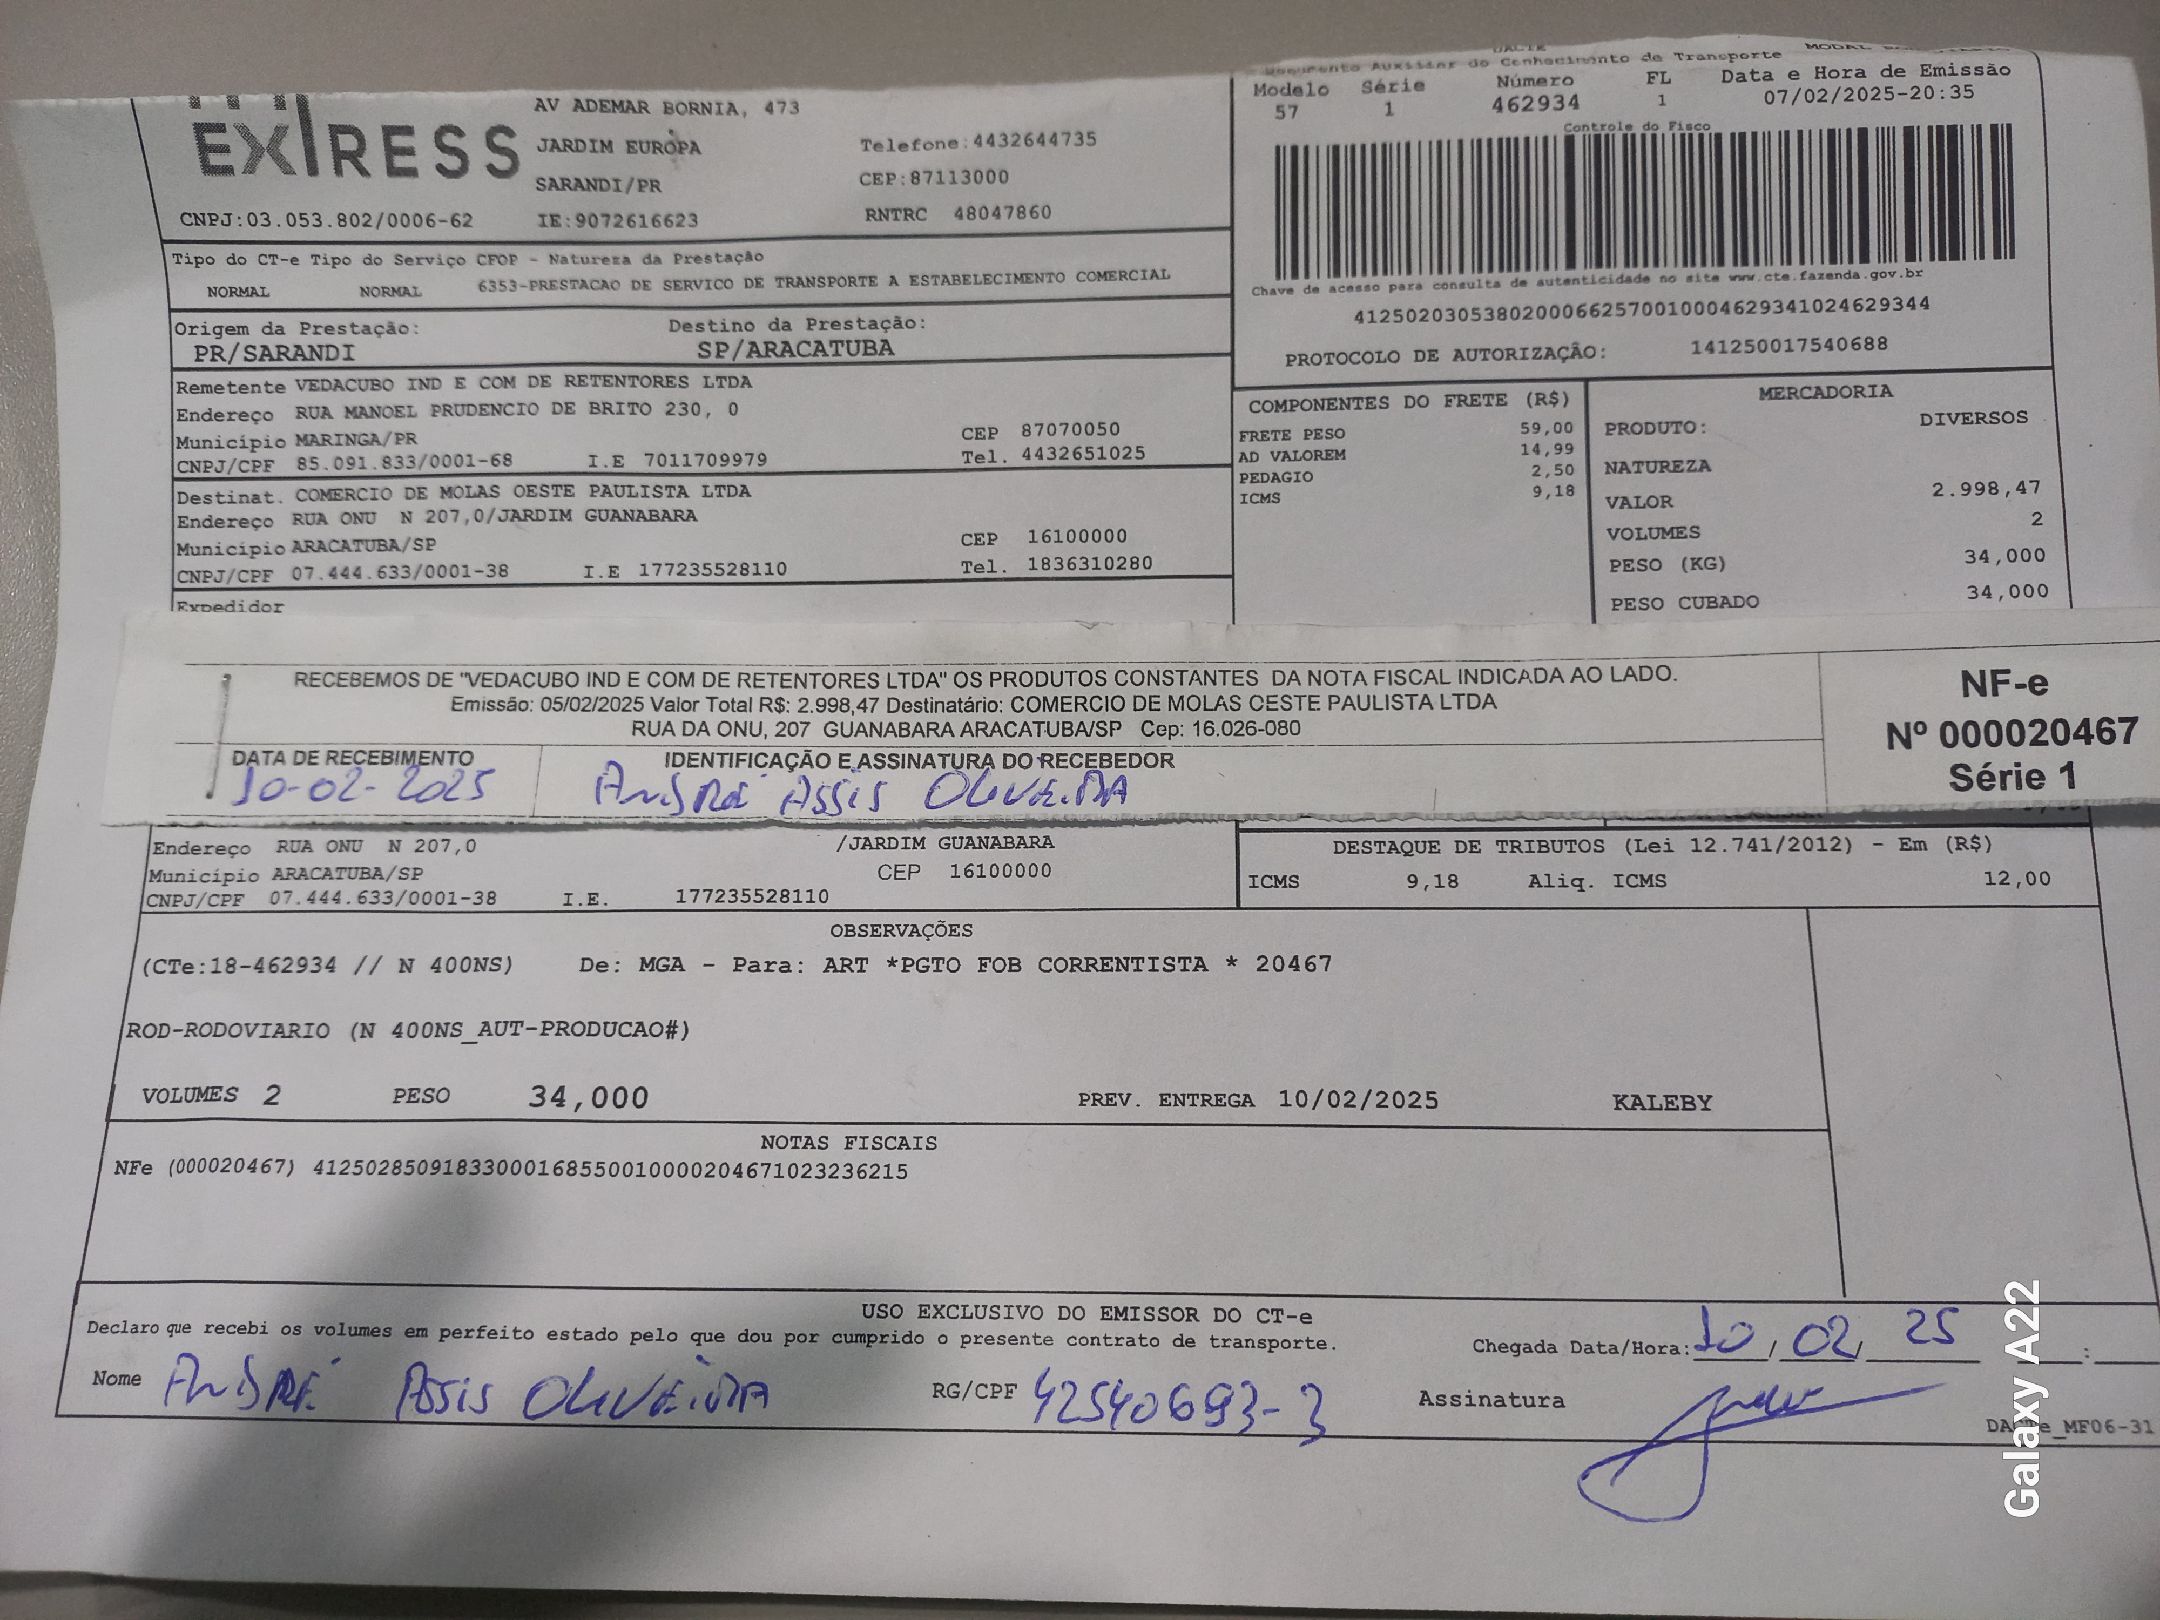 DACTE
Documento Auxiliar do Conhecimento de Transporte MODAL
Modelo Série Número FL Data e Hora de Emissão
57 1 462934 1 07/02/2025-20:35
Controle do Fisco
EXPRESS
AV ADEMAR BORNIA, 473
JARDIM EUROPA Telefone:4432644735
SARANDI/PR CEP:87113000
CNPJ:03.053.802/0006-62 IE:9072616623 RNTRC 48047860
Tipo do CT-e Tipo do Serviço CFOP - Natureza da Prestação
NORMAL NORMAL 6353-PRESTACAO DE SERVICO DE TRANSPORTE A ESTABELECIMENTO COMERCIAL
Chave de acesso para consulta de autenticidade no site www.cte.fazenda.gov.br
41250203053802000662570010004629341024629344
PROTOCOLO DE AUTORIZAÇÃO: 141250017540688
Origem da Prestação: Destino da Prestação:
PR/SARANDI SP/ARACATUBA
Remetente VEDACUBO IND E COM DE RETENTORES LTDA
Endereço RUA MANOEL PRUDENCIO DE BRITO 230, 0
Município MARINGA/PR CEP 87070050
CNPJ/CPF 85.091.833/0001-68 I.E 7011709979 Tel. 4432651025
Destinat. COMERCIO DE MOLAS OESTE PAULISTA LTDA
Endereço RUA ONU N 207,0/JARDIM GUANABARA
Município ARACATUBA/SP CEP 16100000
CNPJ/CPF 07.444.633/0001-38 I.E 177235528110 Tel. 1836310280
Expedidor
COMPONENTES DO FRETE (R$)
FRETE PESO 59,00
AD VALOREM 14,99
PEDAGIO 2,50
ICMS 9,18
MERCADORIA
PRODUTO: DIVERSOS
NATUREZA
VALOR 2.998,47
VOLUMES 2
PESO (KG) 34,000
PESO CUBADO 34,000
RECEBEMOS DE "VEDACUBO IND E COM DE RETENTORES LTDA" OS PRODUTOS CONSTANTES DA NOTA FISCAL INDICADA AO LADO.
Emissão: 05/02/2025 Valor Total R$: 2.998,47 Destinatário: COMERCIO DE MOLAS OESTE PAULISTA LTDA
RUA DA ONU, 207 GUANABARA ARACATUBA/SP Cep: 16.026-080
DATA DE RECEBIMENTO IDENTIFICAÇÃO E ASSINATURA DO RECEBEDOR
10-02-2025 ANDRÉ ASSIS OLIVEIRA
NF-e
Nº 000020467
Série 1
Endereço RUA ONU N 207,0 /JARDIM GUANABARA
Município ARACATUBA/SP CEP 16100000
CNPJ/CPF 07.444.633/0001-38 I.E. 177235528110
DESTAQUE DE TRIBUTOS (Lei 12.741/2012) - Em (R$)
ICMS 9,18 Aliq. ICMS 12,00
OBSERVAÇÕES
(CTe:18-462934 // N 400NS) De: MGA - Para: ART *PGTO FOB CORRENTISTA * 20467
ROD-RODOVIARIO (N 400NS_AUT-PRODUCAO#)
VOLUMES 2 PESO 34,000 PREV. ENTREGA 10/02/2025 KALEBY
NOTAS FISCAIS
NFe (000020467) 41250285091833000168550010000204671023236215
USO EXCLUSIVO DO EMISSOR DO CT-e
Declaro que recebi os volumes em perfeito estado pelo que dou por cumprido o presente contrato de transporte.
Chegada Data/Hora: 10/02/25 :
Nome ANDRÉ ASSIS OLIVEIRA RG/CPF 42540693-3 Assinatura
DACTe_MF06-31
Galaxy A22